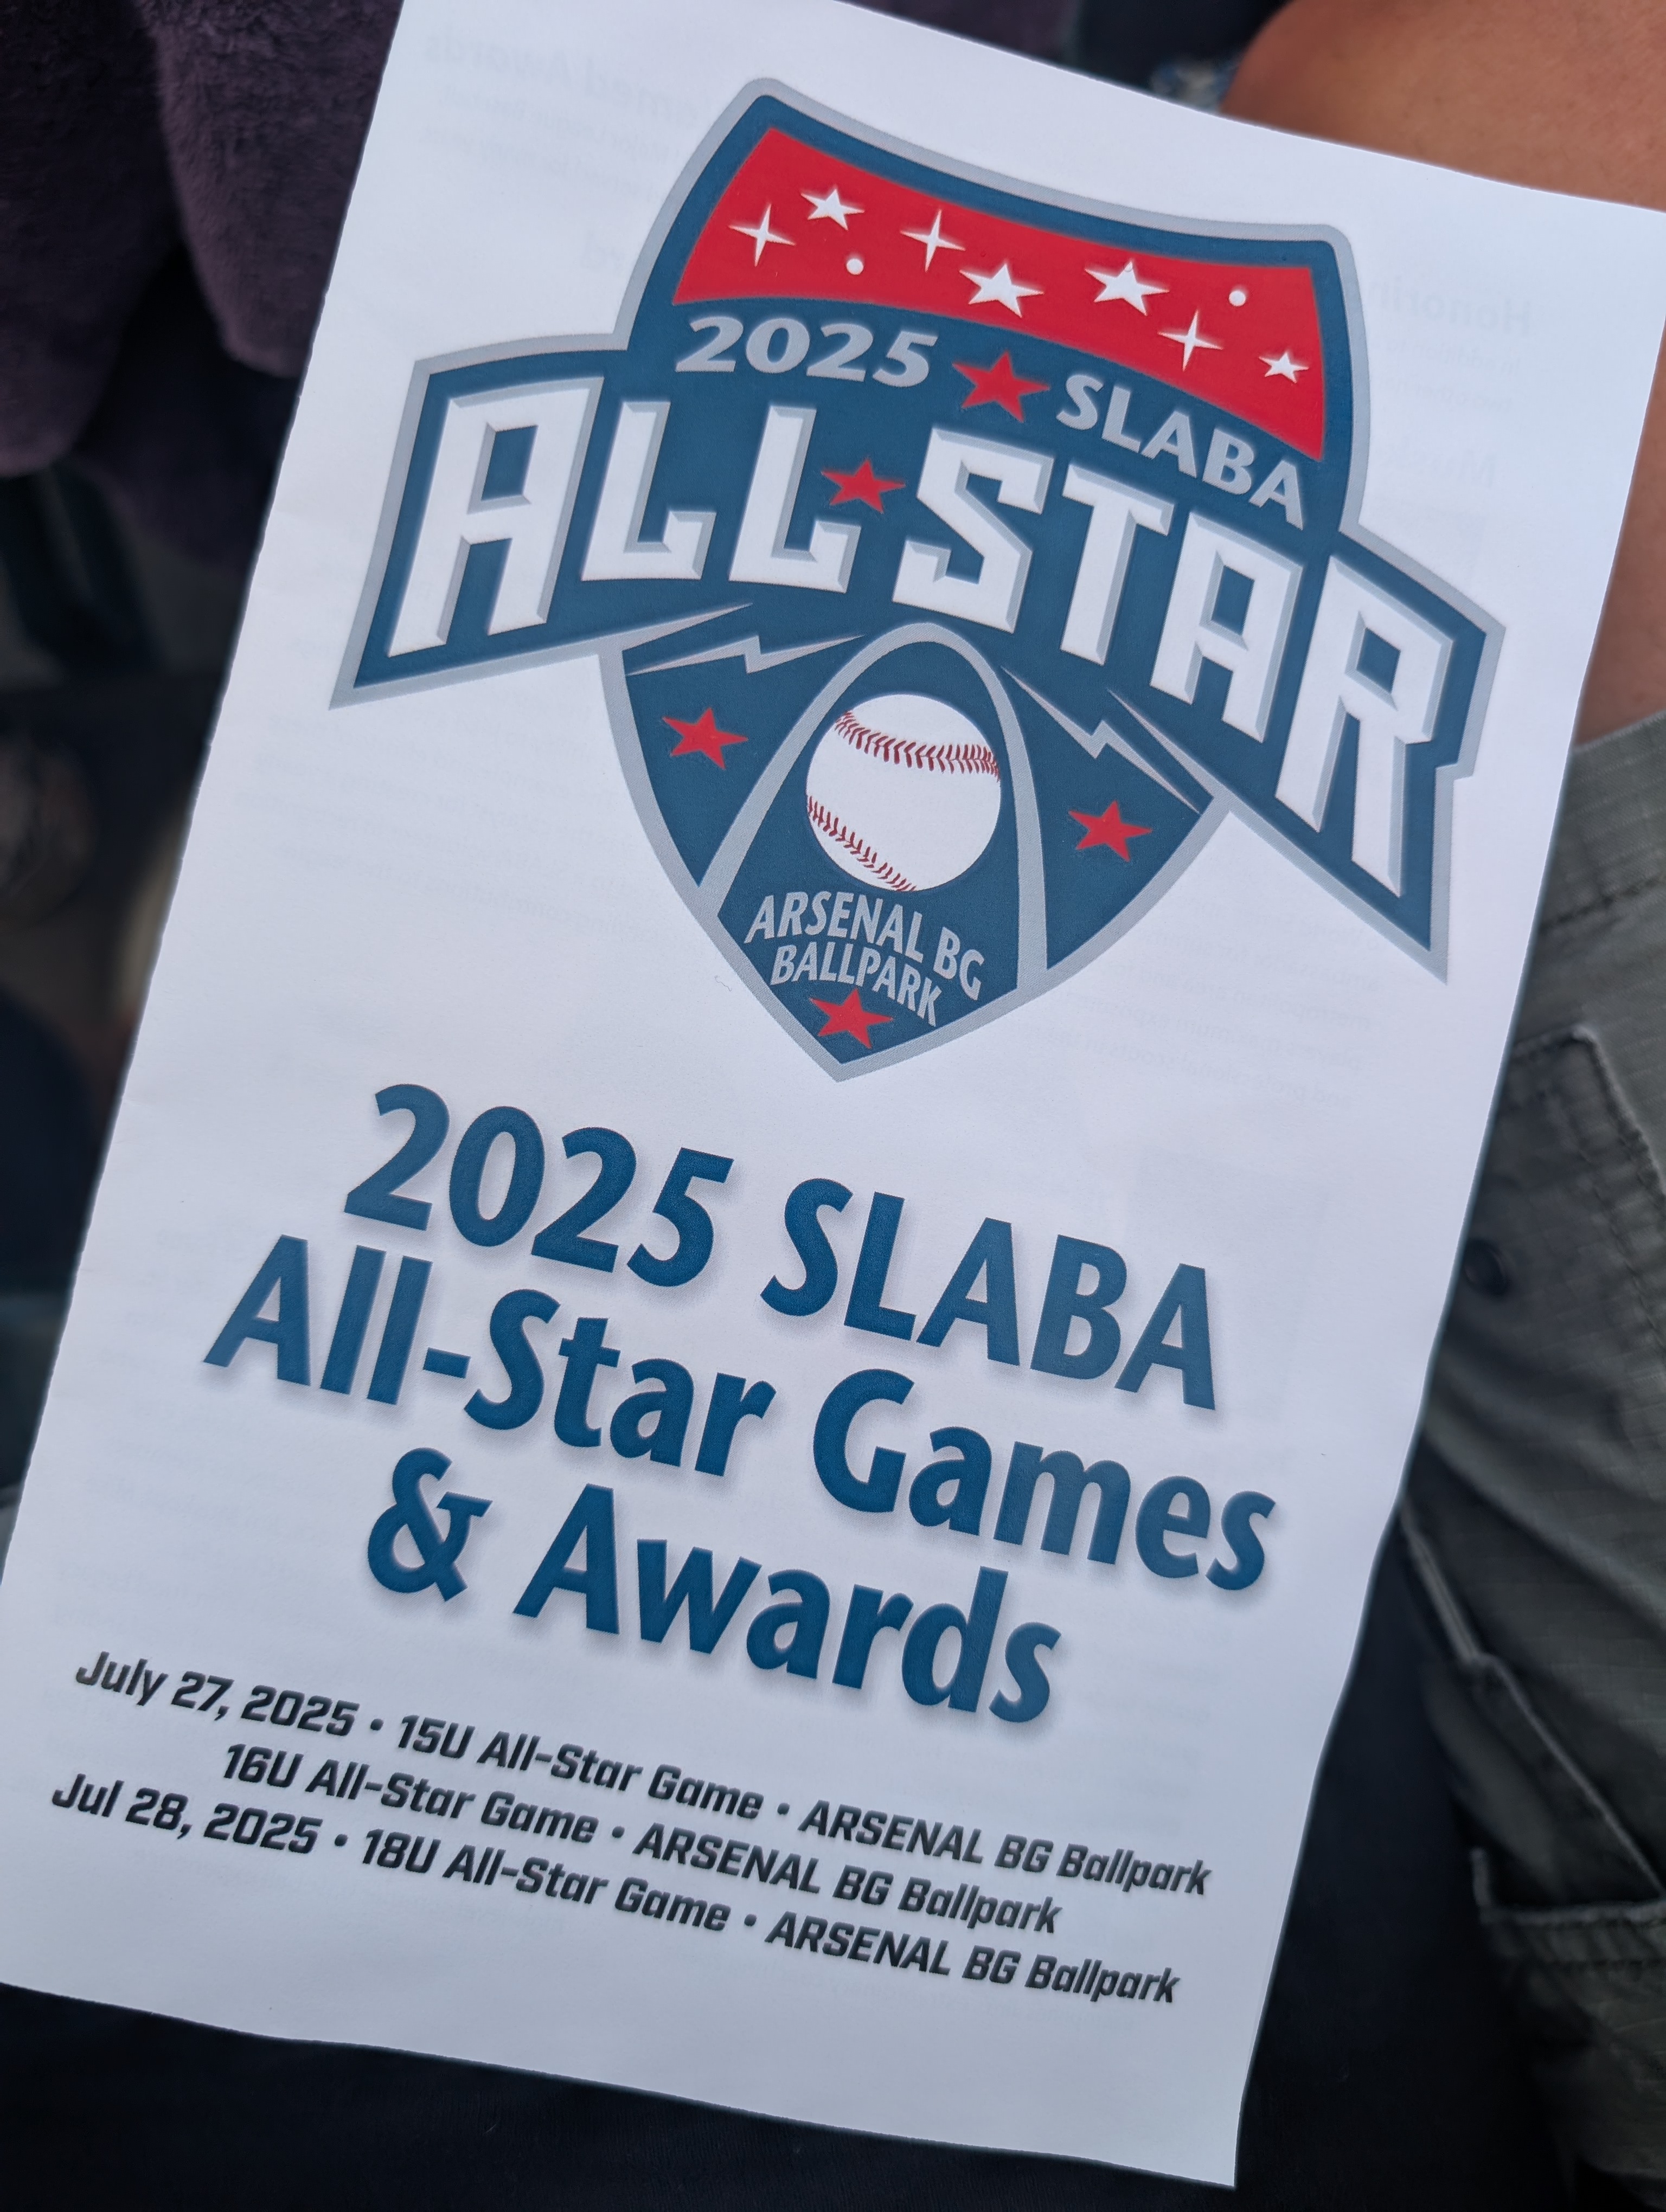 2025 ★ SLABA
ALL★STAR
ARSENAL BG
BALLPARK
2025 SLABA
All-Star Games
& Awards
July 27, 2025 • 15U All-Star Game • ARSENAL BG Ballpark
16U All-Star Game • ARSENAL BG Ballpark
Jul 28, 2025 • 18U All-Star Game • ARSENAL BG Ballpark